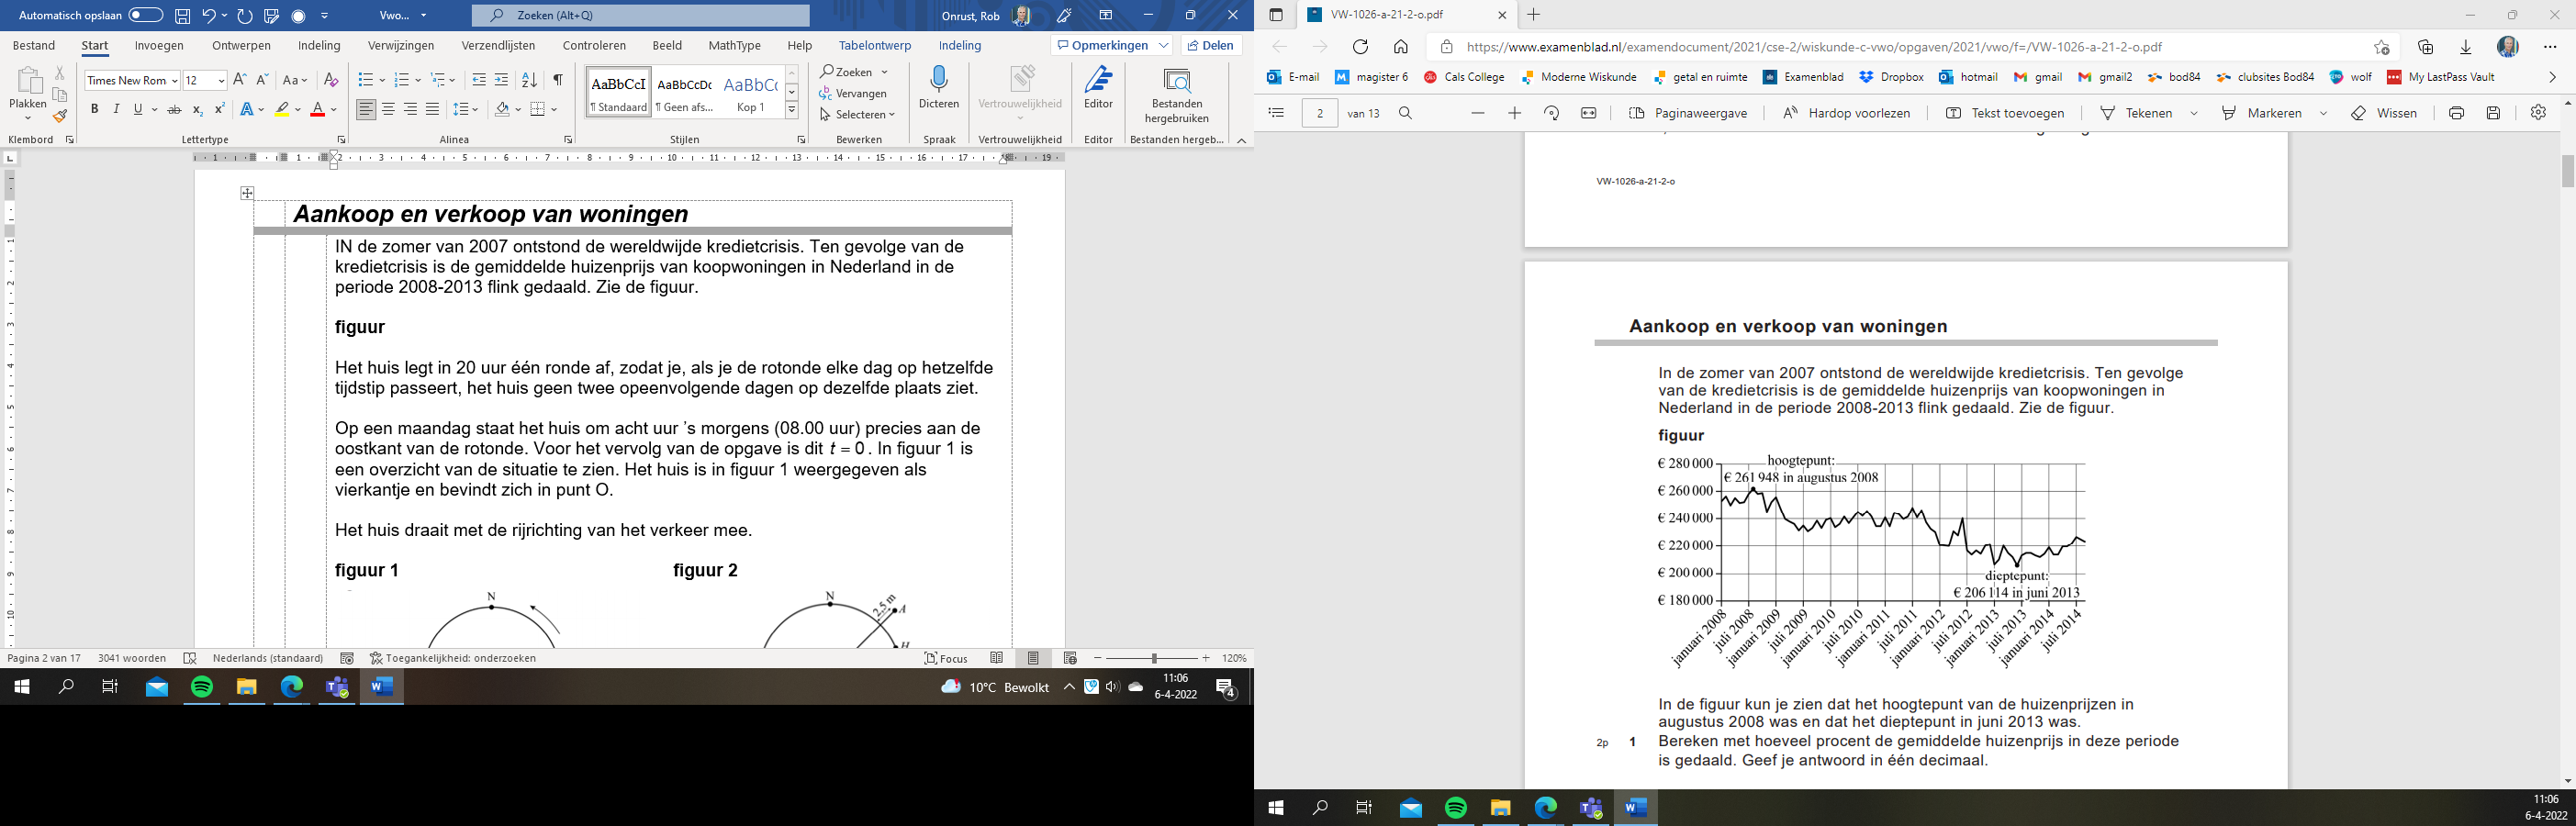 Automatisch opslaan
Vwo...
Zoeken (Alt+Q)
Onrust, Rob
Bestand Start Invoegen Ontwerpen Indeling Verwijzingen Verzendlijsten Controleren Beeld MathType Help Tabelontwerp Indeling
Opmerkingen
Delen
Plakken
Klembord
Times New Rom
12
Lettertype
Alinea
AaBbCcI AaBbCcDc AaBbCc
¶ Standaard ¶ Geen afs... Kop 1
Stijlen
Zoeken
Vervangen
Selecteren
Bewerken
Dicteren
Spraak
Vertrouwelijkheid
Vertrouwelijkheid
Editor
Editor
Bestanden
hergebruiken
Bestanden hergeb...
Aankoop en verkoop van woningen
IN de zomer van 2007 ontstond de wereldwijde kredietcrisis. Ten gevolge van de
kredietcrisis is de gemiddelde huizenprijs van koopwoningen in Nederland in de
periode 2008-2013 flink gedaald. Zie de figuur.
figuur
Het huis legt in 20 uur één ronde af, zodat je, als je de rotonde elke dag op hetzelfde
tijdstip passeert, het huis geen twee opeenvolgende dagen op dezelfde plaats ziet.
Op een maandag staat het huis om acht uur 's morgens (08.00 uur) precies aan de
oostkant van de rotonde. Voor het vervolg van de opgave is dit t = 0. In figuur 1 is
een overzicht van de situatie te zien. Het huis is in figuur 1 weergegeven als
vierkantje en bevindt zich in punt O.
Het huis draait met de rijrichting van het verkeer mee.
figuur 1 figuur 2
N N 2,5 m A
H
Pagina 2 van 17 3041 woorden Nederlands (standaard) Toegankelijkheid: onderzoeken Focus 120%
10°C Bewolkt
11:06
6-4-2022
4
VW-1026-a-21-2-o.pdf
https://www.examenblad.nl/examendocument/2021/cse-2/wiskunde-c-vwo/opgaven/2021/vwo/f=/VW-1026-a-21-2-o.pdf
E-mail magister 6 Cals College Moderne Wiskunde getal en ruimte Examenblad Dropbox hotmail gmail gmail2 bod84 clubsites Bod84 wolf My LastPass Vault
2 van 13 Paginaweergave Hardop voorlezen Tekst toevoegen Tekenen Markeren Wissen
VW-1026-a-21-2-o
Aankoop en verkoop van woningen
In de zomer van 2007 ontstond de wereldwijde kredietcrisis. Ten gevolge
van de kredietcrisis is de gemiddelde huizenprijs van koopwoningen in
Nederland in de periode 2008-2013 flink gedaald. Zie de figuur.
figuur
€ 280 000
€ 260 000
€ 240 000
€ 220 000
€ 200 000
€ 180 000
hoogtepunt:
€ 261 948 in augustus 2008
dieptepunt:
€ 206 114 in juni 2013
januari 2008
juli 2008
januari 2009
juli 2009
januari 2010
juli 2010
januari 2011
juli 2011
januari 2012
juli 2012
januari 2013
juli 2013
januari 2014
juli 2014
In de figuur kun je zien dat het hoogtepunt van de huizenprijzen in
augustus 2008 was en dat het dieptepunt in juni 2013 was.
2p 1 Bereken met hoeveel procent de gemiddelde huizenprijs in deze periode
is gedaald. Geef je antwoord in één decimaal.
11:06
6-4-2022